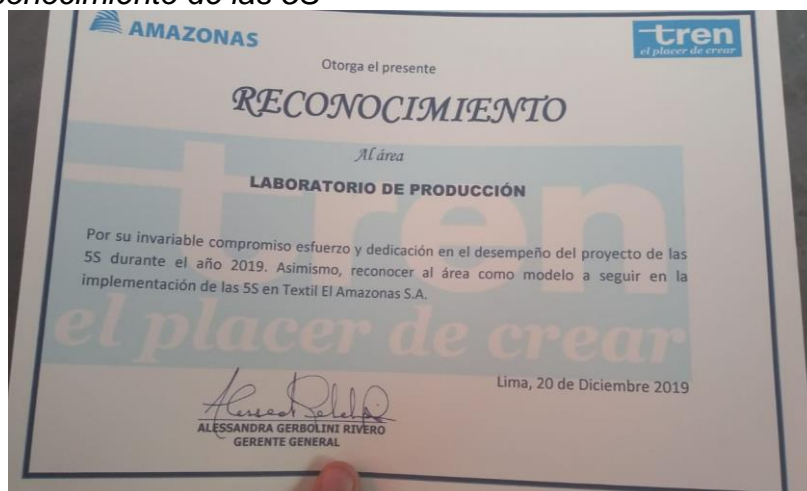 onocimiento de las 5S
AMAZONAS
tren
el placer de crear
Otorga el presente
RECONOCIMIENTO
Al área
LABORATORIO DE PRODUCCIÓN
Por su invariable compromiso esfuerzo y dedicación en el desempeño del proyecto de las
5S durante el año 2019. Asimismo, reconocer al área como modelo a seguir en la
implementación de las 5S en Textil El Amazonas S.A.
tren
el placer de crear
Lima, 20 de Diciembre 2019
ALESSANDRA GERBOLINI RIVERO
GERENTE GENERAL